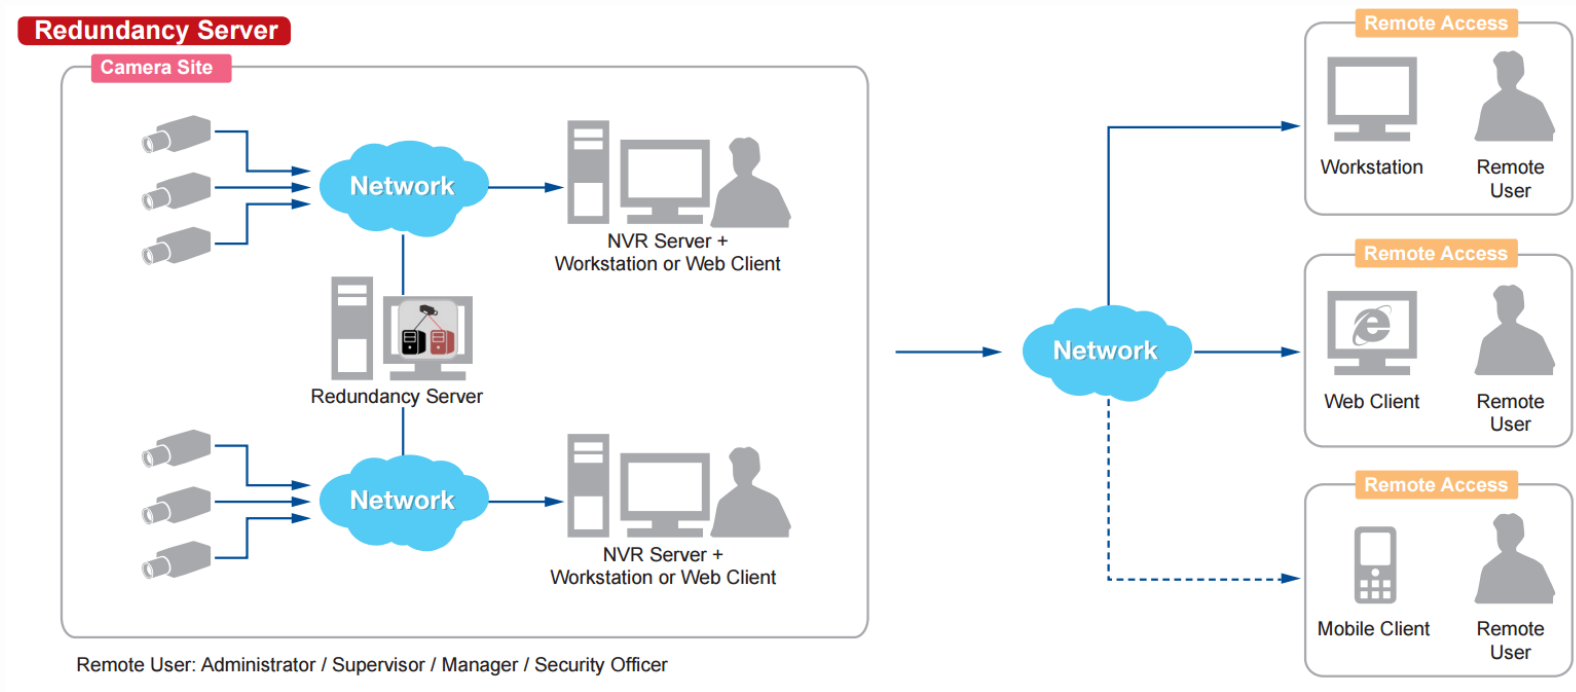 Redundancy Server
Camera Site
Network
NVR Server +
Workstation or Web Client
Redundancy Server
Network
NVR Server +
Workstation or Web Client
Remote User: Administrator / Supervisor / Manager / Security Officer
Network
Remote Access
Workstation
Remote
User
Remote Access
Web Client
Remote
User
Remote Access
Mobile Client
Remote
User